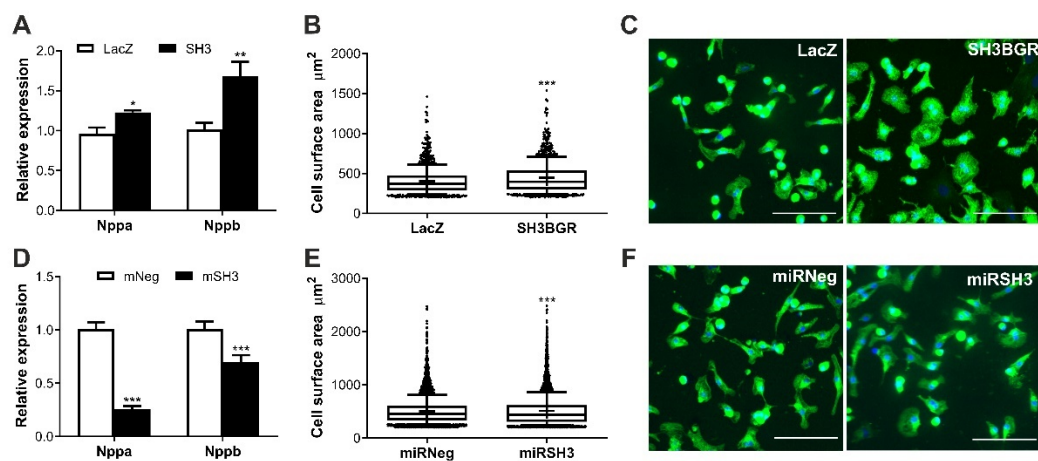 A
LacZ SH3
Relative expression
2.0
1.5
1.0
0.5
0.0
*
**
Nppa Nppb
B
Cell surface area μm²
2000
1500
1000
500
0
***
LacZ SH3BGR
C
LacZ
SH3BGR
D
mNeg mSH3
Relative expression
1.5
1.0
0.5
0.0
***
***
Nppa Nppb
E
Cell surface area μm²
3000
2000
1000
0
***
miRNeg miRSH3
F
miRNeg
miRSH3